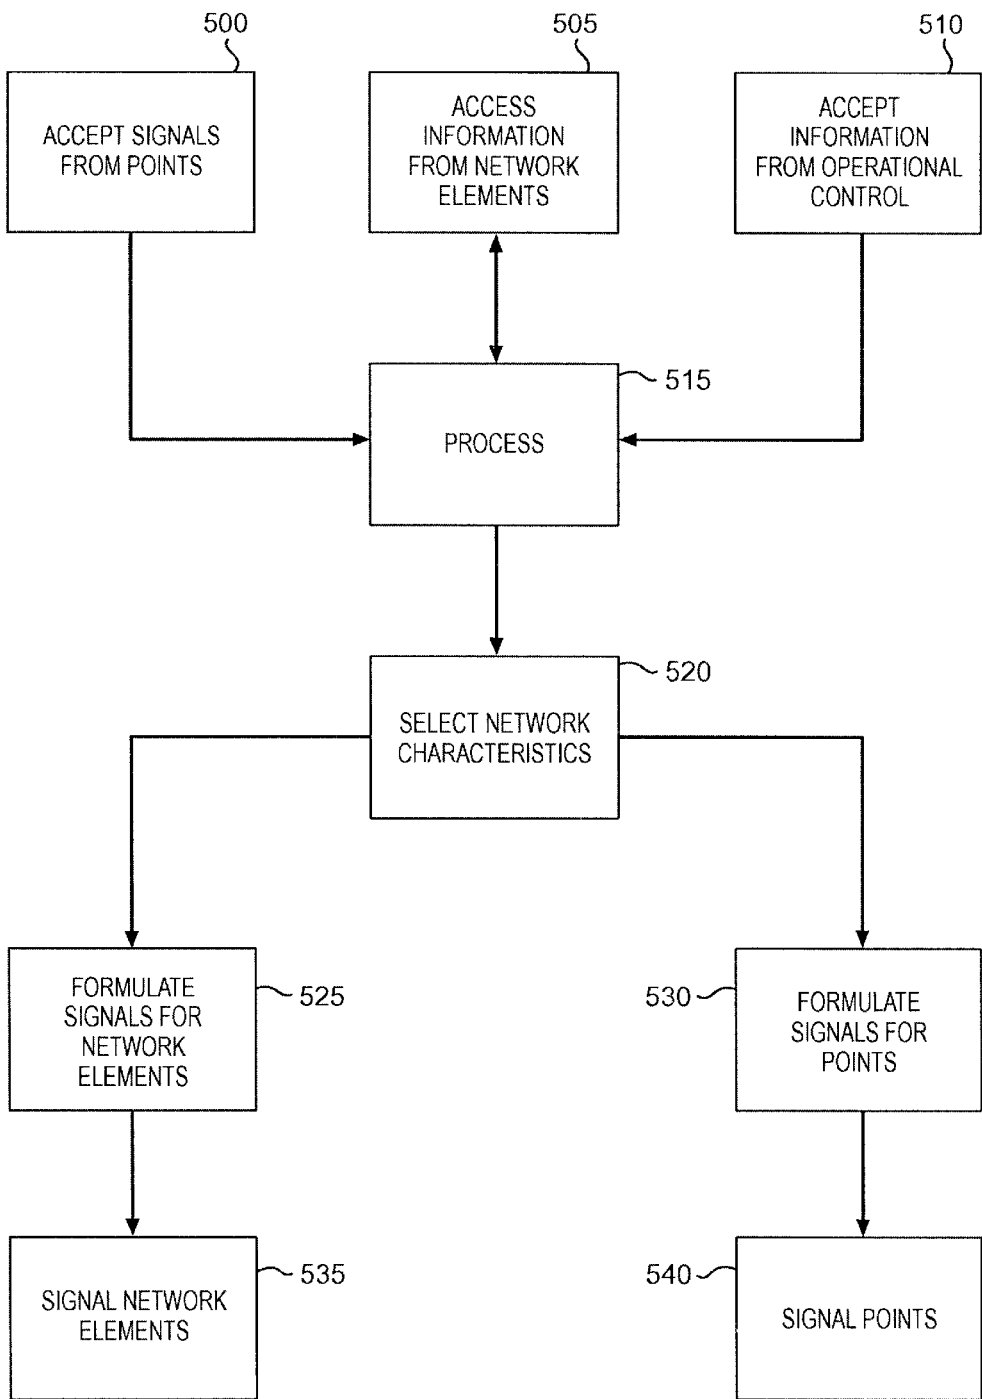 500
505
510
ACCEPT SIGNALS
FROM POINTS
ACCESS
INFORMATION
FROM NETWORK
ELEMENTS
ACCEPT
INFORMATION
FROM OPERATIONAL
CONTROL
515
PROCESS
520
SELECT NETWORK
CHARACTERISTICS
FORMULATE
SIGNALS FOR
NETWORK
ELEMENTS
525
530
FORMULATE
SIGNALS FOR
POINTS
SIGNAL NETWORK
ELEMENTS
535
540
SIGNAL POINTS